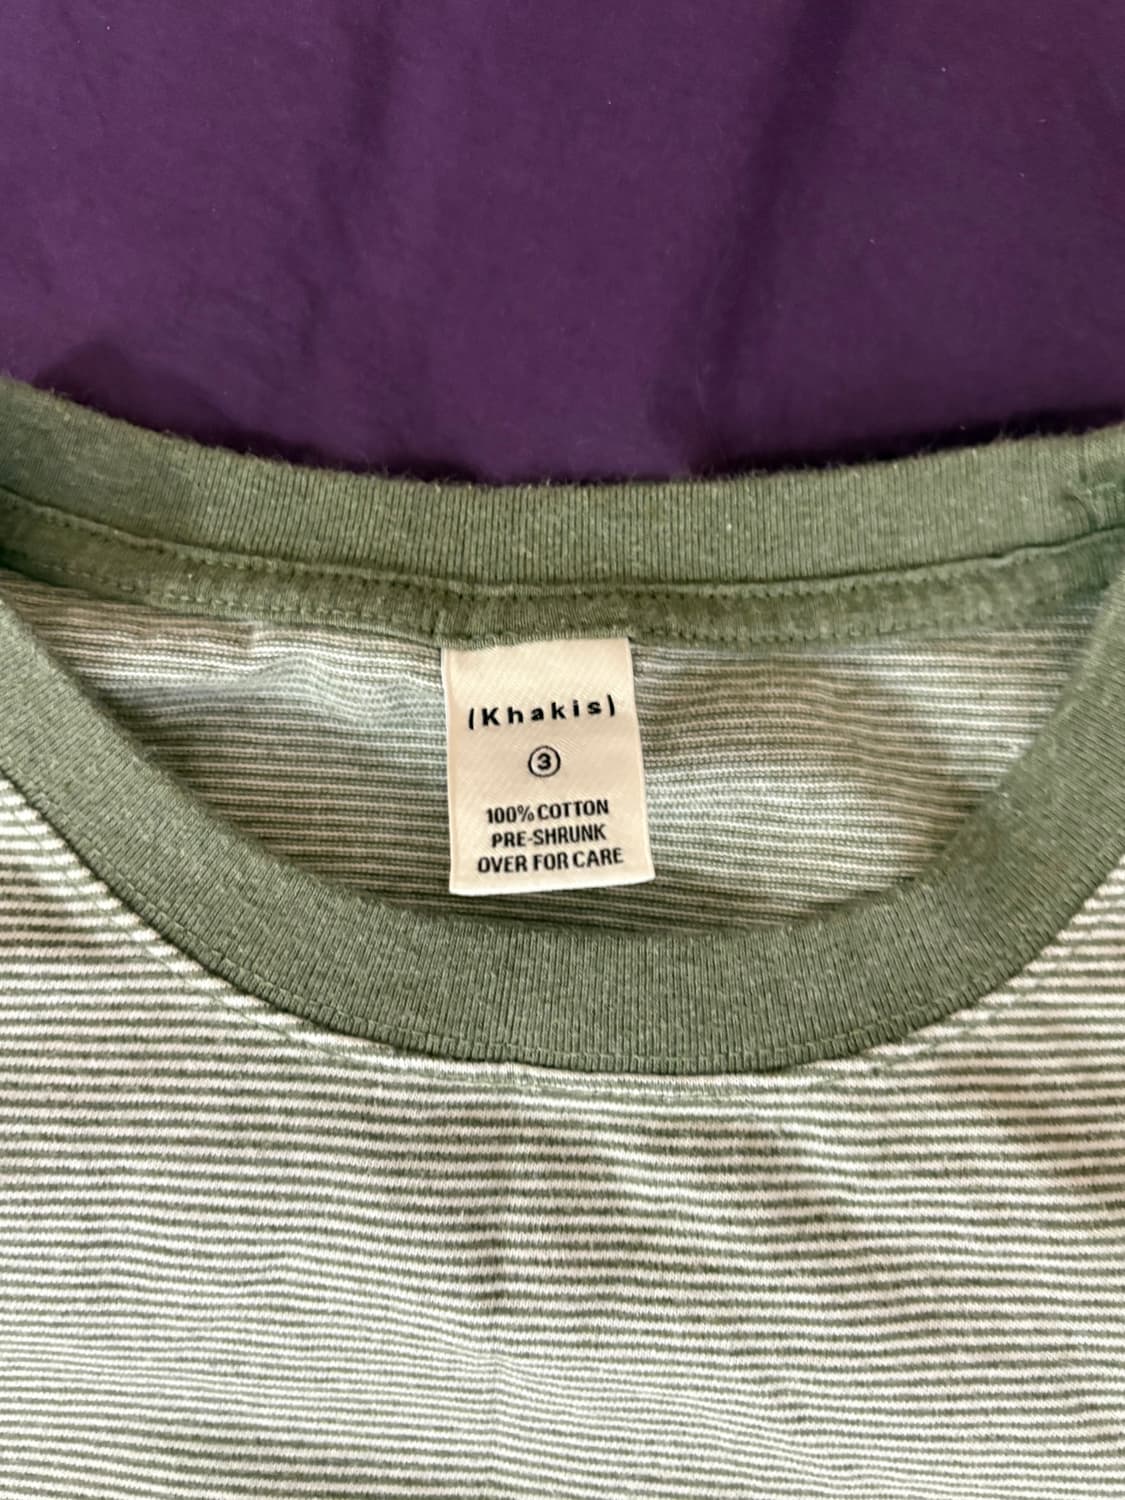 (Khakis)
3
100% COTTON
PRE-SHRUNK
OVER FOR CARE